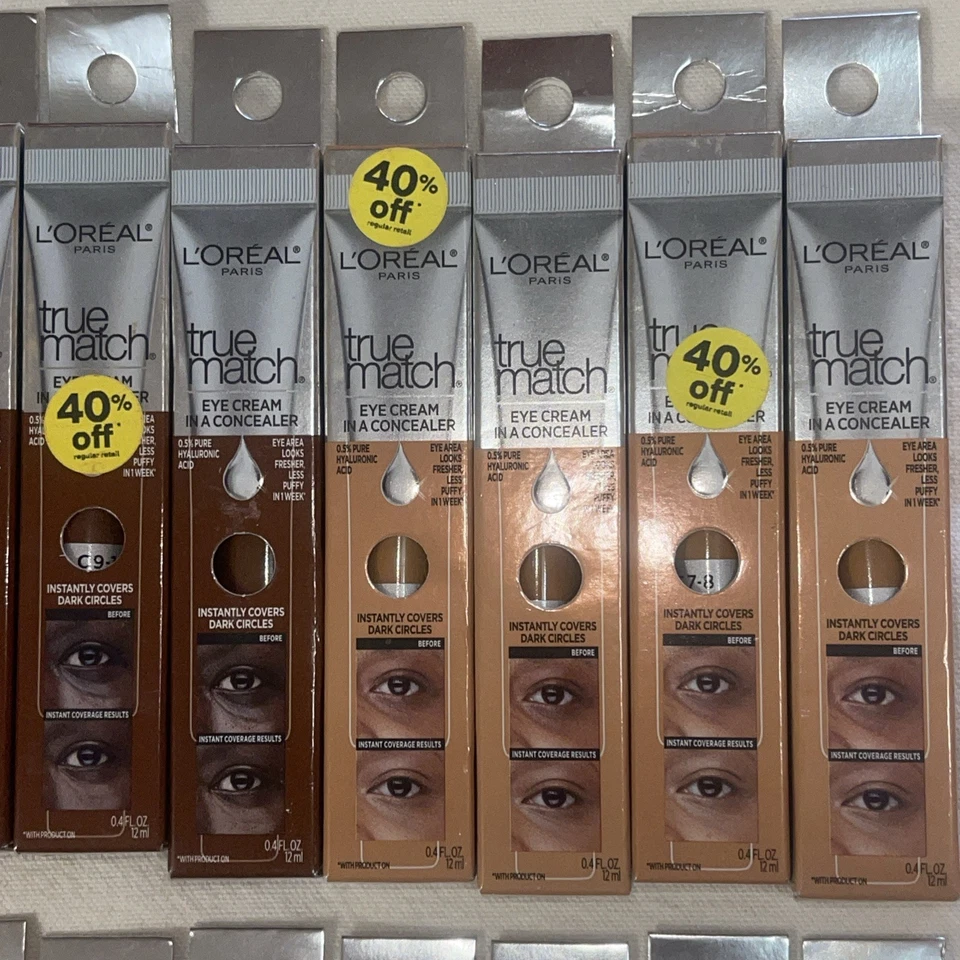 L'ORÉAL®
PARIS
true
match®
40%
off*
regular retail
0.5%
HYA
ACID
AREA
LOOKS
LESS
PUFFY
IN 1 WEEK*
C9-
INSTANTLY COVERS
DARK CIRCLES
BEFORE
INSTANT COVERAGE RESULTS
*WITH PRODUCT ON
0.4 FL. OZ.
12 ml
L'ORÉAL®
PARIS
true
match®
EYE CREAM
IN A CONCEALER
0.5% PURE
HYALURONIC
ACID
EYE AREA
LOOKS
FRESHER,
LESS
PUFFY
IN 1 WEEK*
INSTANTLY COVERS
DARK CIRCLES
BEFORE
INSTANT COVERAGE RESULTS
*WITH PRODUCT ON
0.4 FL. OZ.
12 ml
40%
off*
regular retail
L'ORÉAL®
PARIS
true
match®
EYE CREAM
IN A CONCEALER
0.5% PURE
HYALURONIC
ACID
EYE AREA
LOOKS
FRESHER,
LESS
PUFFY
IN 1 WEEK*
INSTANTLY COVERS
DARK CIRCLES
BEFORE
INSTANT COVERAGE RESULTS
*WITH PRODUCT ON
0.4 FL. OZ.
12 ml
L'ORÉAL®
PARIS
true
match®
EYE CREAM
IN A CONCEALER
0.5% PURE
HYALURONIC
ACID
INSTANTLY COVERS
DARK CIRCLES
BEFORE
INSTANT COVERAGE RESULTS
*WITH PRODUCT ON
0.4 FL. OZ.
12 ml
L'ORÉAL®
PARIS
40%
off*
regular retail
0.5% PURE
HYALURONIC
ACID
EYE AREA
LOOKS
FRESHER,
LESS
PUFFY
IN 1 WEEK*
7-8
INSTANTLY COVERS
DARK CIRCLES
BEFORE
INSTANT COVERAGE RESULTS
*WITH PRODUCT ON
0.4 FL. OZ.
12 ml
L'ORÉAL®
PARIS
true
match®
EYE CREAM
IN A CONCEALER
0.5% PURE
HYALURONIC
ACID
EYE AREA
LOOKS
FRESHER,
LESS
PUFFY
IN 1 WEEK*
INSTANTLY COVERS
DARK CIRCLES
BEFORE
INSTANT COVERAGE RESULTS
*WITH PRODUCT ON
0.4 FL. OZ.
12 ml